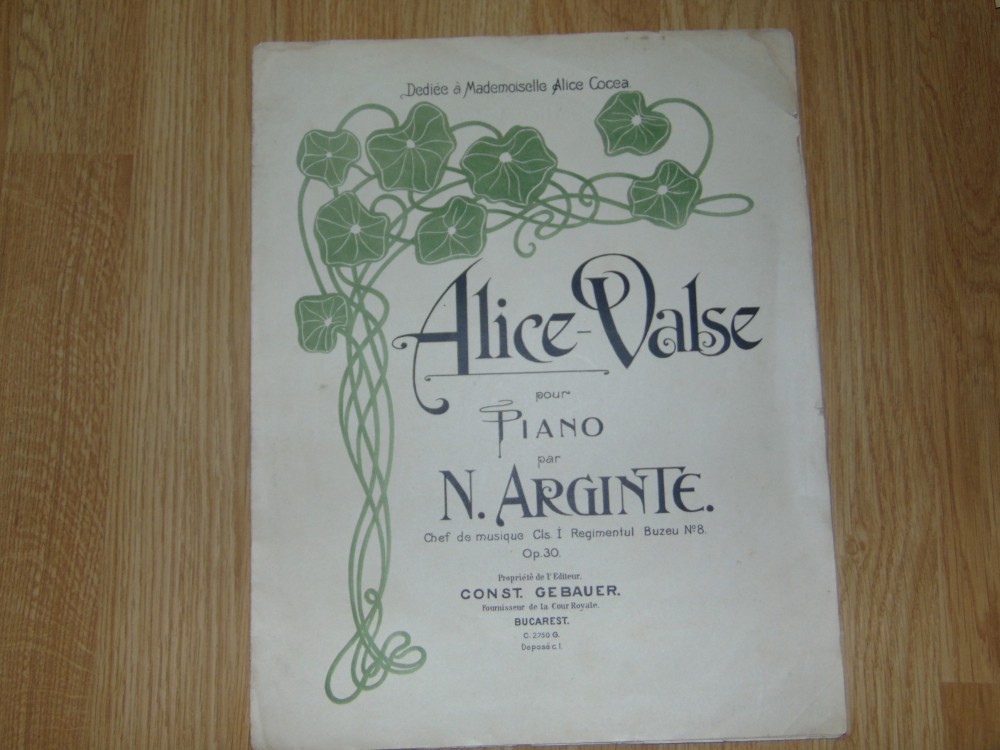 Dediée à Mademoiselle Alice Cocea.
Alice-Valse
pour
PIANO
par
N. ARGINTE.
Chef de musique Cls. I Regimentul Buzeu Nº 8.
Op. 30.
Propriété de l'Editeur.
CONST. GEBAUER.
Fournisseur de la Cour Royale.
BUCAREST.
C. 2750 G.
Deposé c. l.